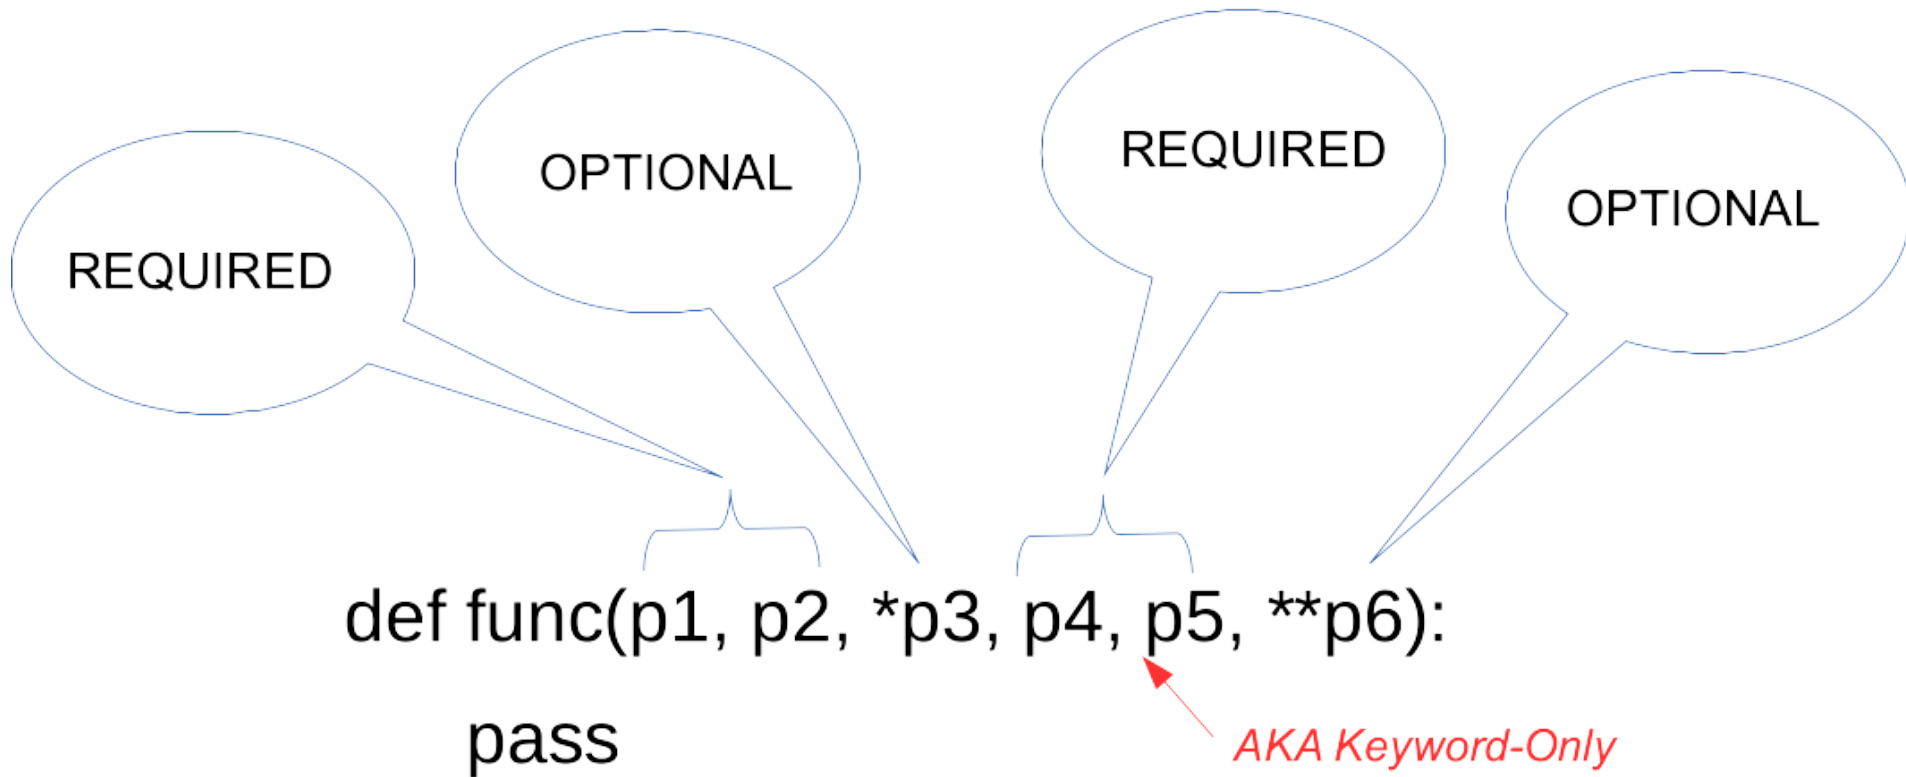 REQUIRED
OPTIONAL
REQUIRED
OPTIONAL
def func(p1, p2, *p3, p4, p5, **p6):
pass
AKA Keyword-Only